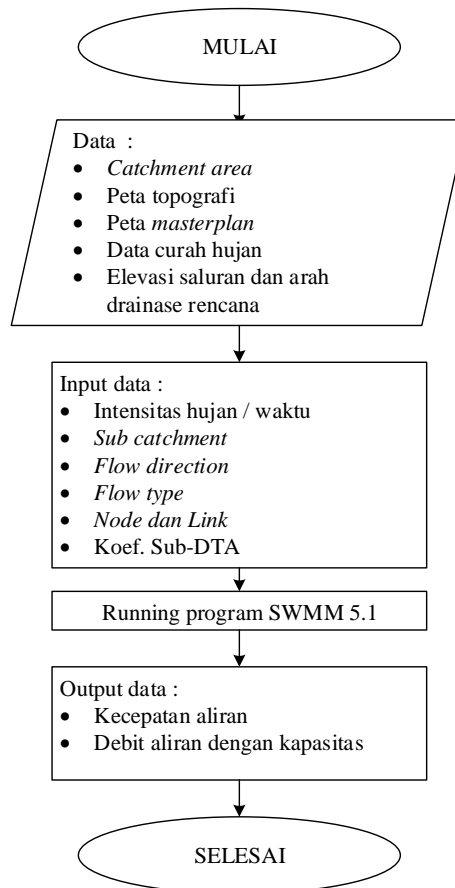 MULAI
Data :
• Catchment area
• Peta topografi
• Peta masterplan
• Data curah hujan
• Elevasi saluran dan arah
drainase rencana
Input data :
• Intensitas hujan / waktu
• Sub catchment
• Flow direction
• Flow type
• Node dan Link
• Koef. Sub-DTA
Running program SWMM 5.1
Output data :
• Kecepatan aliran
• Debit aliran dengan kapasitas
SELESAI